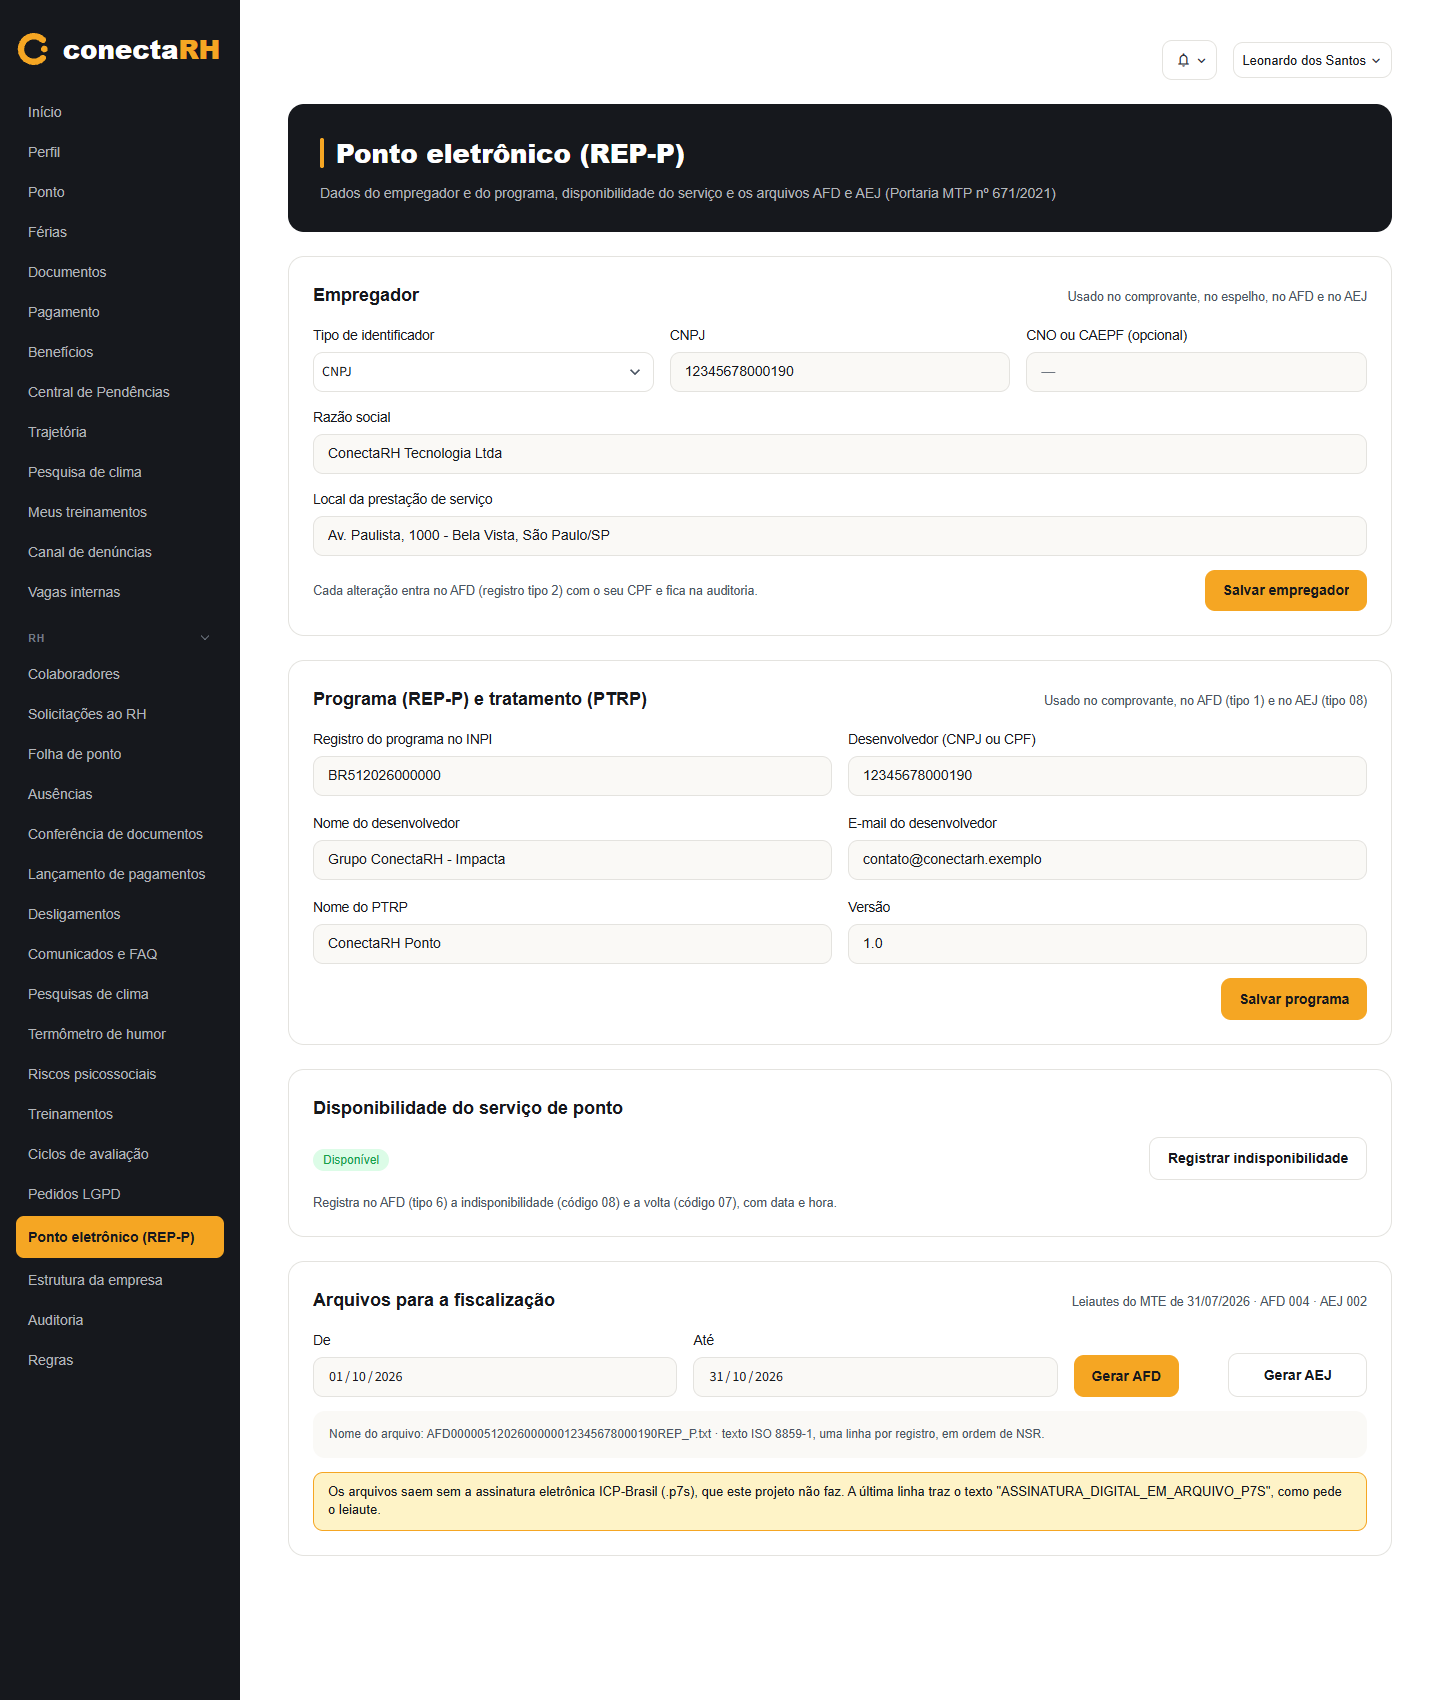 conectaRH
Início
Perfil
Ponto
Férias
Documentos
Pagamento
Benefícios
Central de Pendências
Trajetória
Pesquisa de clima
Meus treinamentos
Canal de denúncias
Vagas internas
RH
Colaboradores
Solicitações ao RH
Folha de ponto
Ausências
Conferência de documentos
Lançamento de pagamentos
Desligamentos
Comunicados e FAQ
Pesquisas de clima
Termômetro de humor
Riscos psicossociais
Treinamentos
Ciclos de avaliação
Pedidos LGPD
Ponto eletrônico (REP-P)
Estrutura da empresa
Auditoria
Regras
Leonardo dos Santos
Ponto eletrônico (REP-P)
Dados do empregador e do programa, disponibilidade do serviço e os arquivos AFD e AEJ (Portaria MTP nº 671/2021)
Empregador
Usado no comprovante, no espelho, no AFD e no AEJ
Tipo de identificador
CNPJ
CNPJ
12345678000190
CNO ou CAEPF (opcional)
—
Razão social
ConectaRH Tecnologia Ltda
Local da prestação de serviço
Av. Paulista, 1000 - Bela Vista, São Paulo/SP
Cada alteração entra no AFD (registro tipo 2) com o seu CPF e fica na auditoria.
Salvar empregador
Programa (REP-P) e tratamento (PTRP)
Usado no comprovante, no AFD (tipo 1) e no AEJ (tipo 08)
Registro do programa no INPI
BR512026000000
Desenvolvedor (CNPJ ou CPF)
12345678000190
Nome do desenvolvedor
Grupo ConectaRH - Impacta
E-mail do desenvolvedor
contato@conectarh.exemplo
Nome do PTRP
ConectaRH Ponto
Versão
1.0
Salvar programa
Disponibilidade do serviço de ponto
Disponível
Registrar indisponibilidade
Registra no AFD (tipo 6) a indisponibilidade (código 08) e a volta (código 07), com data e hora.
Arquivos para a fiscalização
Leiautes do MTE de 31/07/2026 · AFD 004 · AEJ 002
De
01/10/2026
Até
31/10/2026
Gerar AFD
Gerar AEJ
Nome do arquivo: AFD0000051202600000012345678000190REP_P.txt · texto ISO 8859-1, uma linha por registro, em ordem de NSR.
Os arquivos saem sem a assinatura eletrônica ICP-Brasil (.p7s), que este projeto não faz. A última linha traz o texto "ASSINATURA_DIGITAL_EM_ARQUIVO_P7S", como pede
o leiaute.